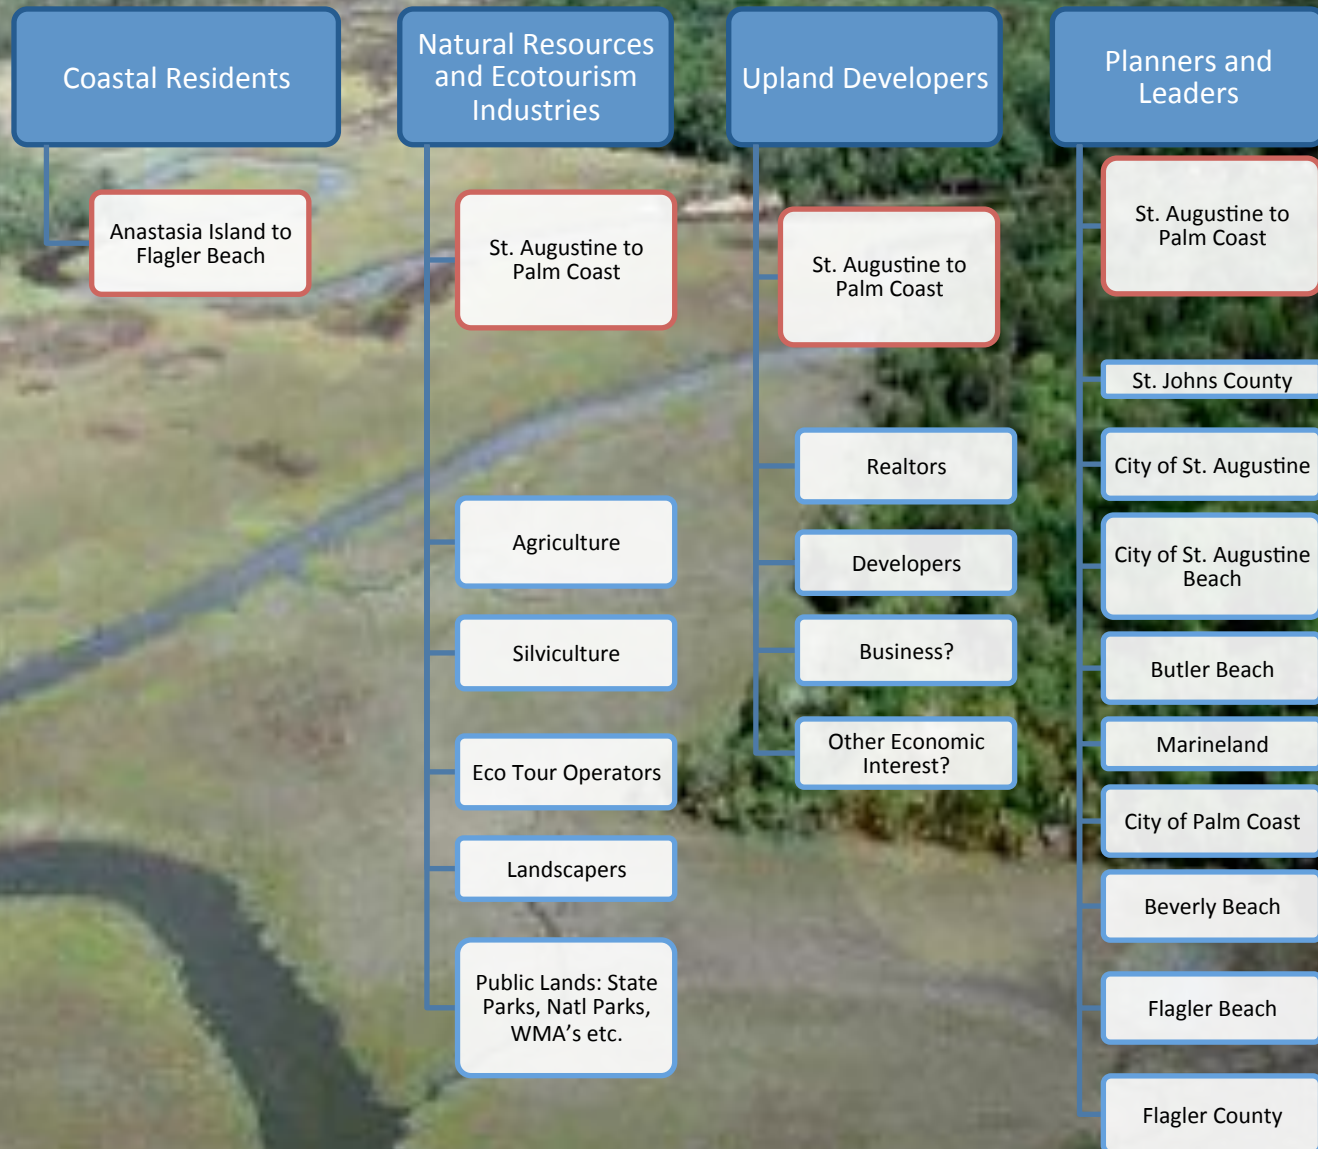 Coastal Residents
Anastasia Island to
Flagler Beach
Natural Resources
and Ecotourism
Industries
St. Augustine to
Palm Coast
Agriculture
Silviculture
Eco Tour Operators
Landscapers
Public Lands: State
Parks, Natl Parks,
WMA's etc.
Upland Developers
St. Augustine to
Palm Coast
Realtors
Developers
Business?
Other Economic
Interest?
Planners and
Leaders
St. Augustine to
Palm Coast
St. Johns County
City of St. Augustine
City of St. Augustine
Beach
Butler Beach
Marineland
City of Palm Coast
Beverly Beach
Flagler Beach
Flagler County